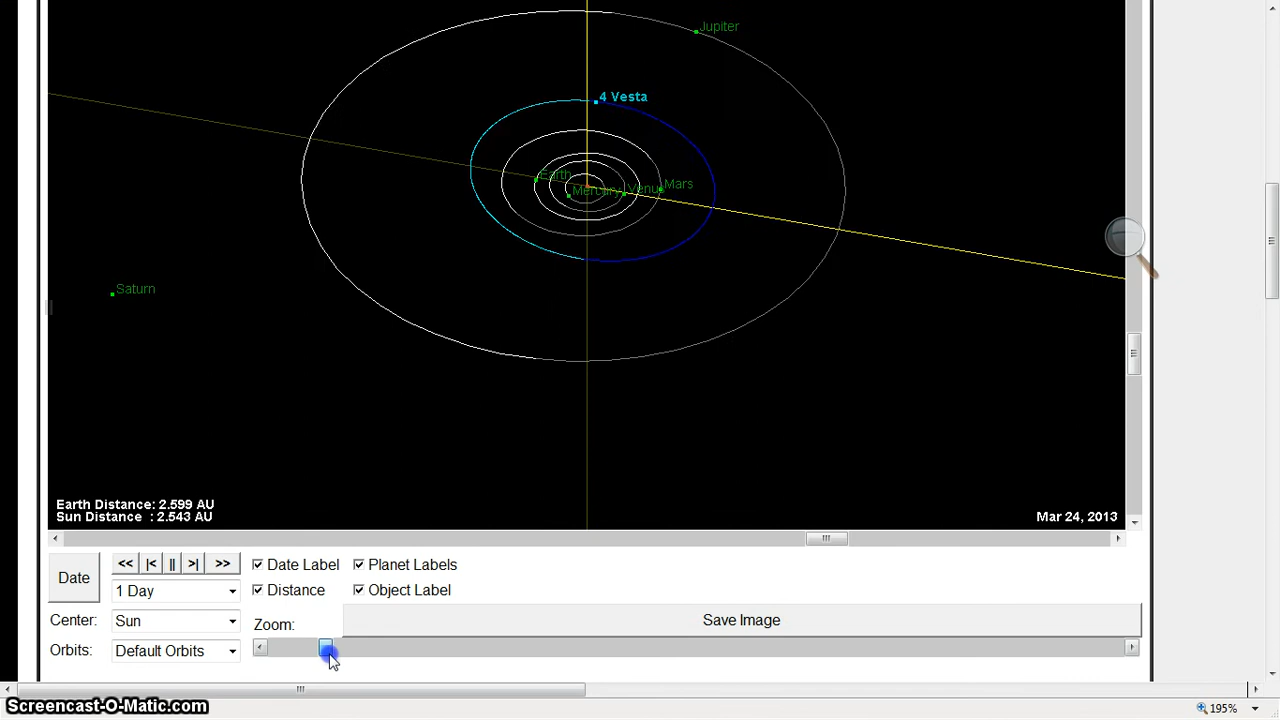 Jupiter
4 Vesta
Earth
Mercury
Venus
Mars
Saturn
Earth Distance: 2.599 AU
Sun Distance : 2.543 AU
Mar 24, 2013
Date
<< |< || >| >>
Date Label
Planet Labels
1 Day
Distance
Object Label
Center:
Sun
Zoom:
Save Image
Orbits:
Default Orbits
Screencast-O-Matic.com
195%